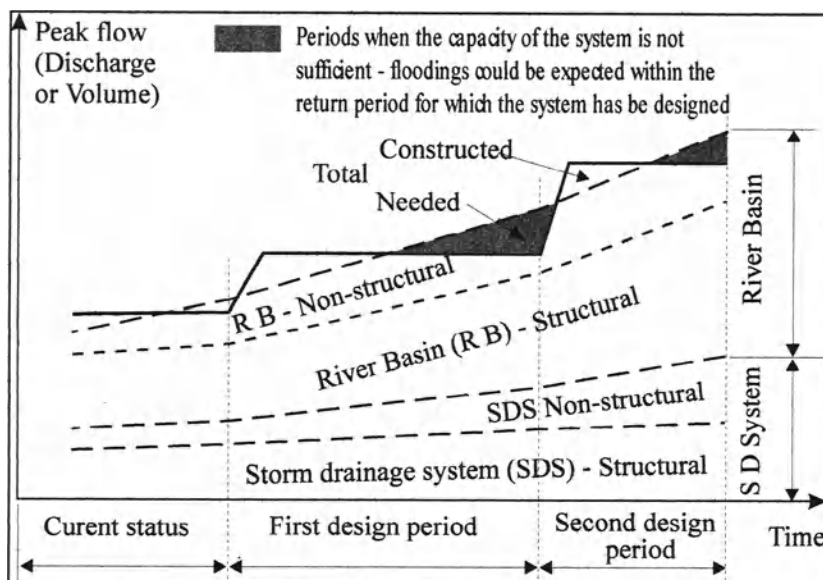 Peak flow
(Discharge
or Volume)
Periods when the capacity of the system is not
sufficient - floodings could be expected within the
return period for which the system has be designed
Constructed
Total
Needed
R B - Non-structural
River Basin (R B) - Structural
SDS Non-structural
Storm drainage system (SDS) - Structural
River Basin
S D System
Curent status
First design period
Second design
period
Time